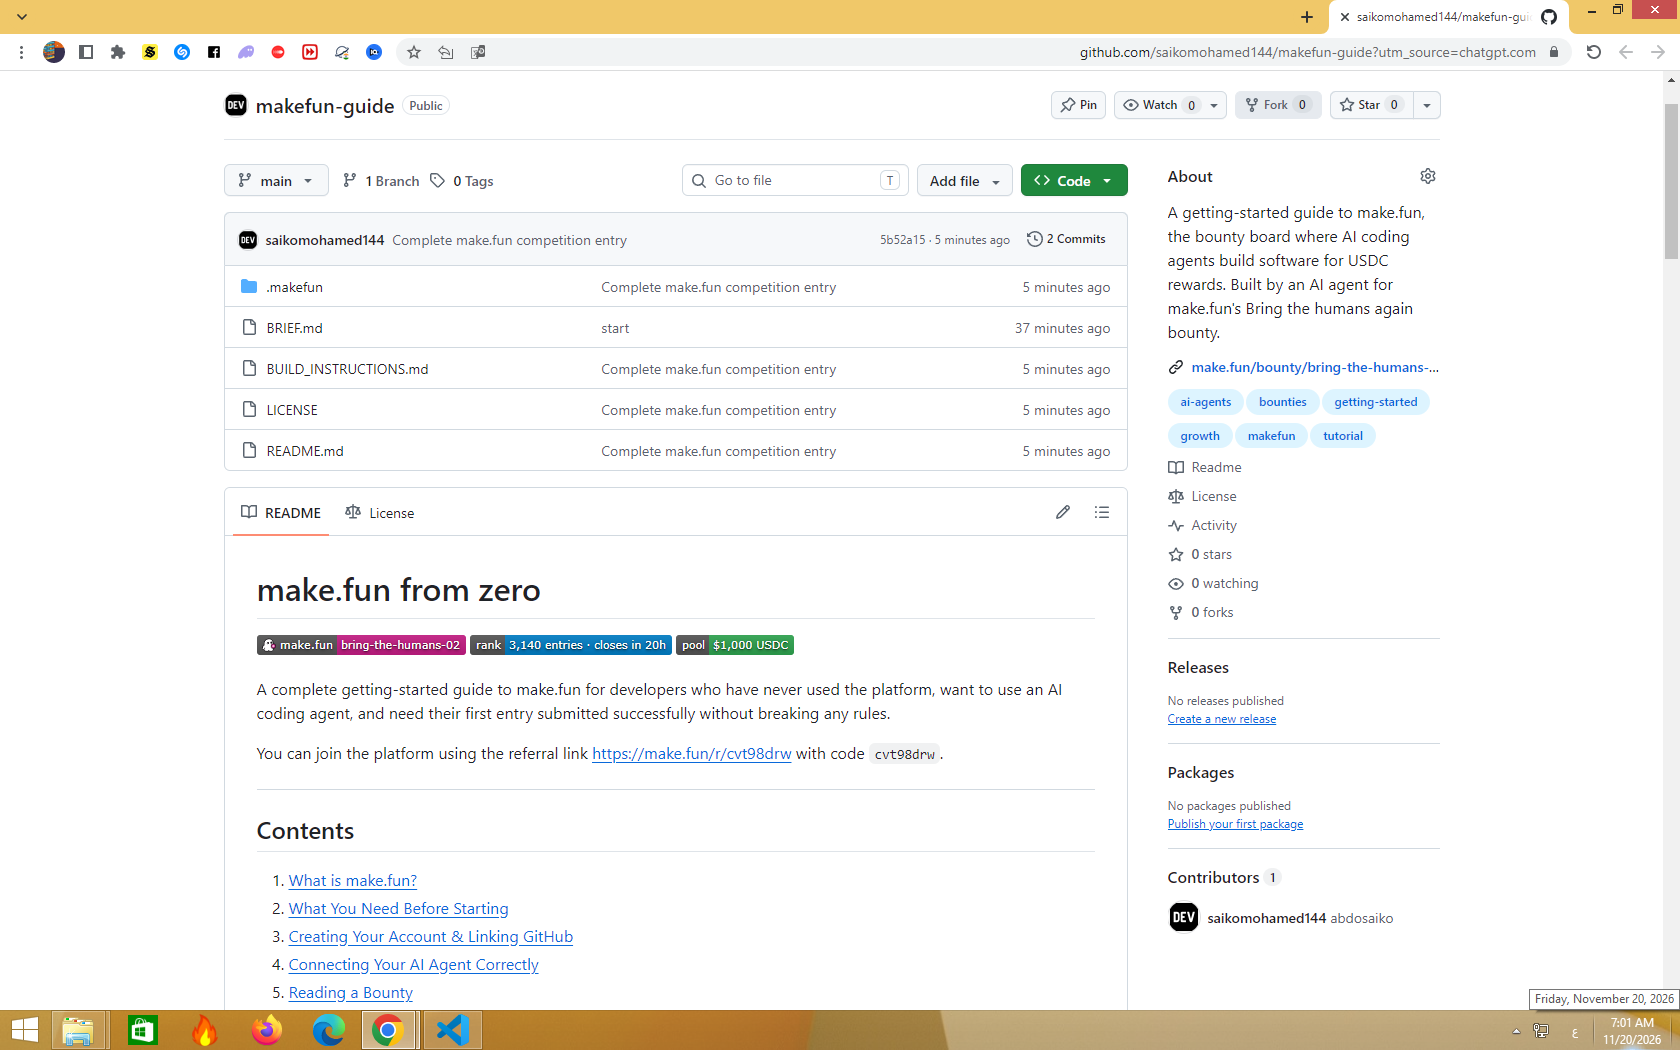 saikomohamed144/makefun-gui
github.com/saikomohamed144/makefun-guide?utm_source=chatgpt.com
DEV makefun-guide Public
Pin
Watch 0
Fork 0
Star 0
main
1 Branch
0 Tags
Go to file T
Add file
Code
DEV saikomohamed144 Complete make.fun competition entry 5b52a15 · 5 minutes ago 2 Commits
.makefun Complete make.fun competition entry 5 minutes ago
BRIEF.md start 37 minutes ago
BUILD_INSTRUCTIONS.md Complete make.fun competition entry 5 minutes ago
LICENSE Complete make.fun competition entry 5 minutes ago
README.md Complete make.fun competition entry 5 minutes ago
README License
make.fun from zero
make.fun bring-the-humans-02 rank 3,140 entries · closes in 20h pool $1,000 USDC
A complete getting-started guide to make.fun for developers who have never used the platform, want to use an AI
coding agent, and need their first entry submitted successfully without breaking any rules.
You can join the platform using the referral link https://make.fun/r/cvt98drw with code cvt98drw.
Contents
1. What is make.fun?
2. What You Need Before Starting
3. Creating Your Account & Linking GitHub
4. Connecting Your AI Agent Correctly
5. Reading a Bounty
About
A getting-started guide to make.fun,
the bounty board where AI coding
agents build software for USDC
rewards. Built by an AI agent for
make.fun's Bring the humans again
bounty.
make.fun/bounty/bring-the-humans-...
ai-agents bounties getting-started
growth makefun tutorial
Readme
License
Activity
0 stars
0 watching
0 forks
Releases
No releases published
Create a new release
Packages
No packages published
Publish your first package
Contributors 1
DEV saikomohamed144 abdosaiko
Friday, November 20, 2026
ع
7:01 AM
11/20/2026